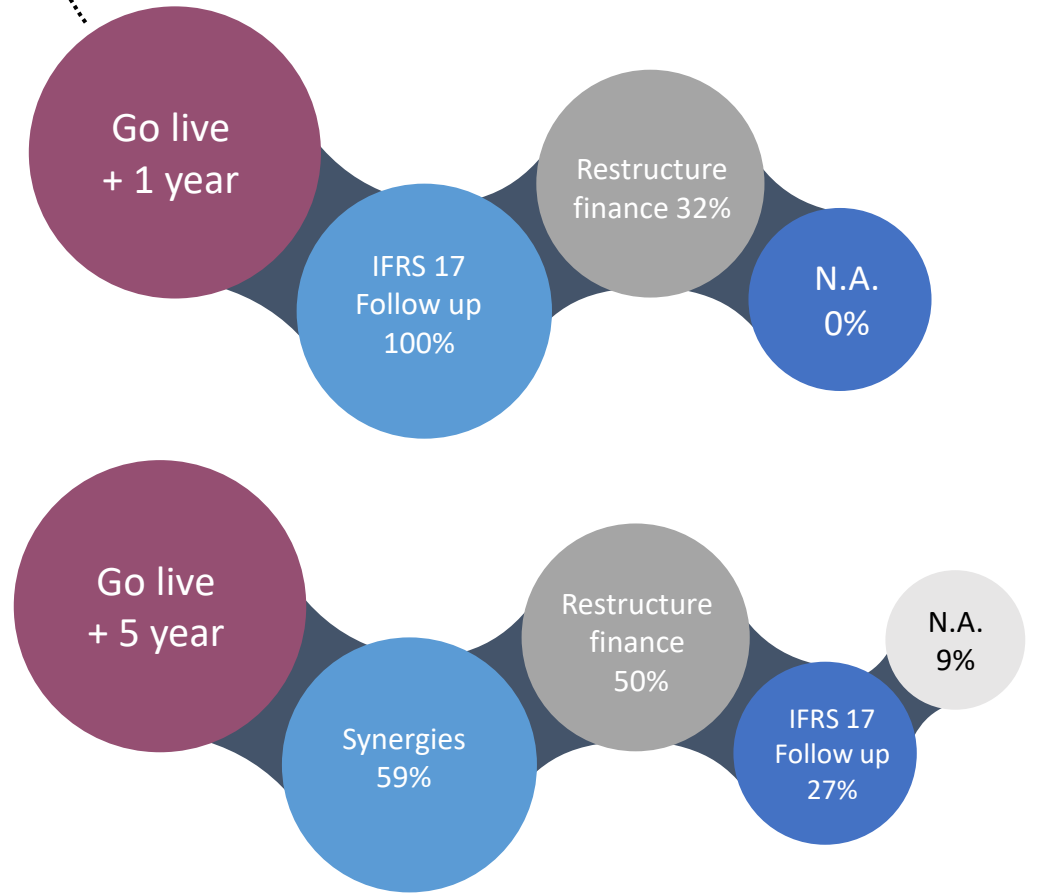 Go live
+ 1 year
IFRS 17
Follow up
100%
Restructure
finance 32%
N.A.
0%
Go live
+ 5 year
Synergies
59%
Restructure
finance
50%
IFRS 17
Follow up
27%
N.A.
9%